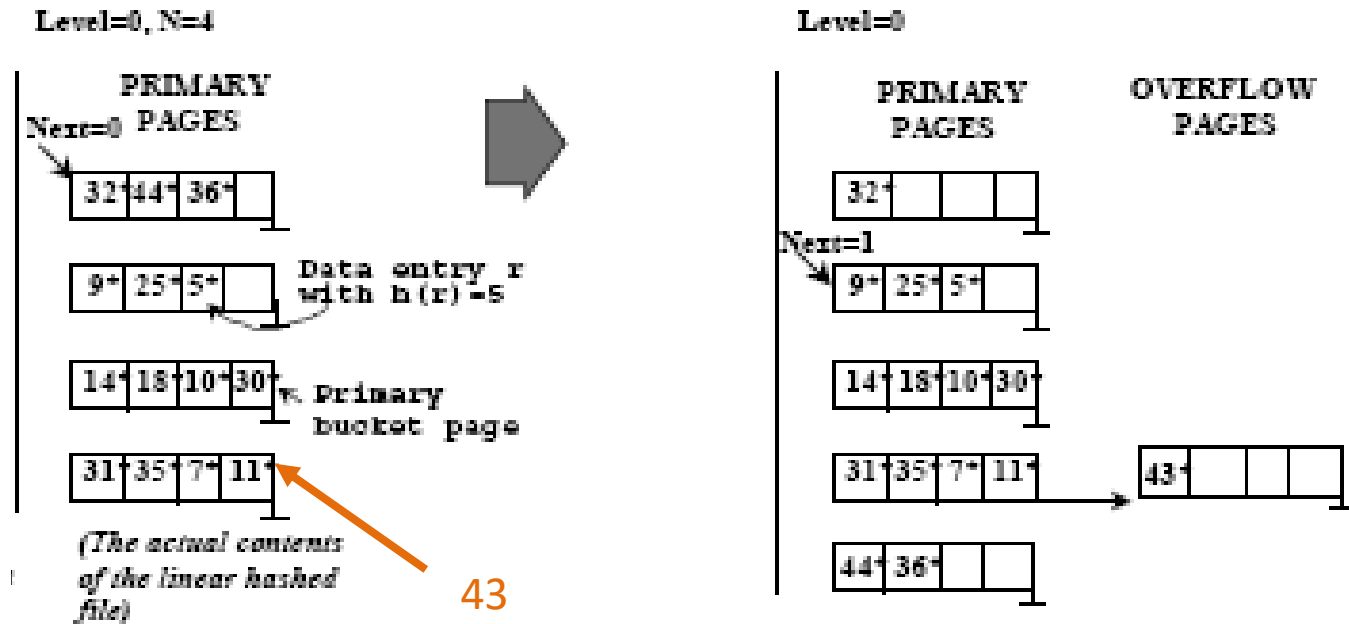 Level=0, N=4
PRIMARY
PAGES
Next=0
32* 44* 36*
9* 25* 5*
Data entry r
with h(r)=5
14* 18* 10* 30*
Primary
bucket page
31* 35* 7* 11*
(The actual contents
of the linear hashed
file)
43
Level=0
PRIMARY
PAGES
OVERFLOW
PAGES
32*
Next=1
9* 25* 5*
14* 18* 10* 30*
31* 35* 7* 11*
43*
44* 36*